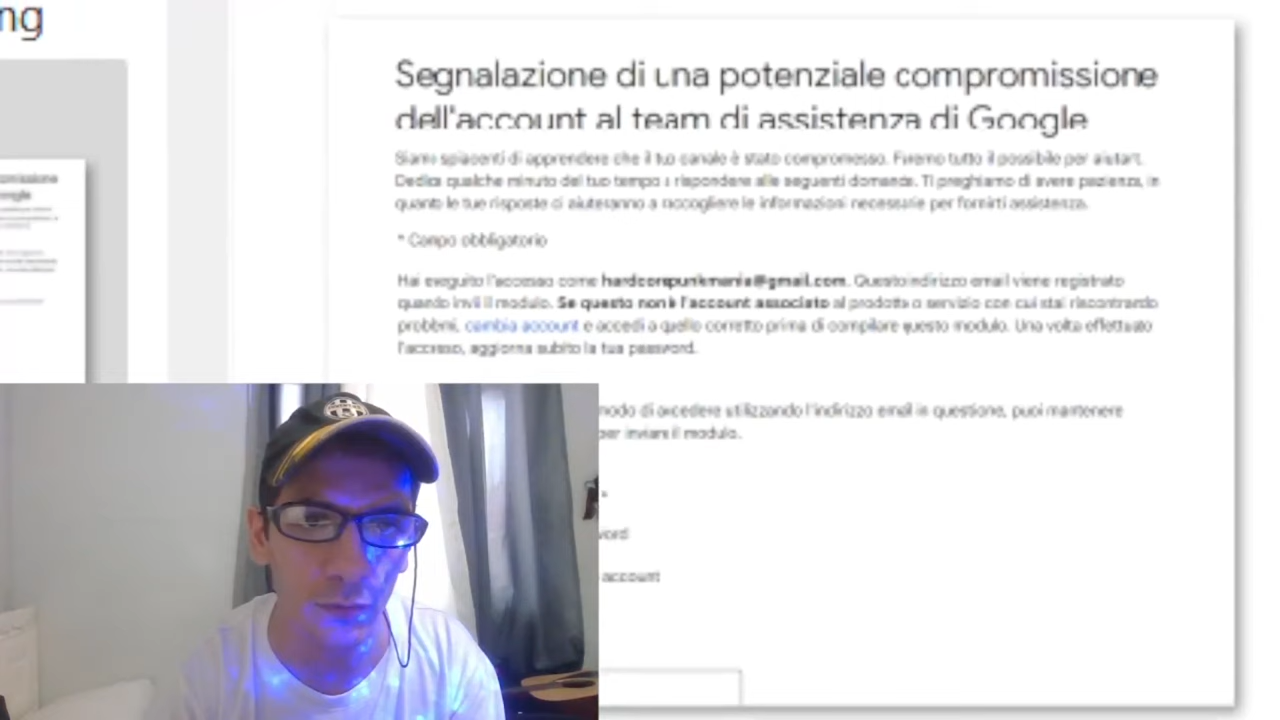 ng
Segnalazione di una potenziale compromissione
dell'account al team di assistenza di Google
Siamo spiacenti di apprendere che il tuo canale è stato compromesso. Faremo tutto il possibile per aiutarti.
Dedica qualche minuto del tuo tempo a rispondere alle seguenti domande. Ti preghiamo di avere pazienza, in
quanto le tue risposte ci aiuteranno a raccogliere le informazioni necessarie per fornirti assistenza.
* Campo obbligatorio
Hai eseguito l'accesso come hardcorepunkmania@gmail.com. Questo indirizzo email viene registrato
quando invii il modulo. Se questo non è l'account associato al prodotto o servizio con cui stai riscontrando
problemi, cambia account e accedi a quello corretto prima di compilare questo modulo. Una volta effettuato
l'accesso, aggiorna subito la tua password.
modo di accedere utilizzando l'indirizzo email in questione, puoi mantenere
per inviare il modulo.
*
word
account